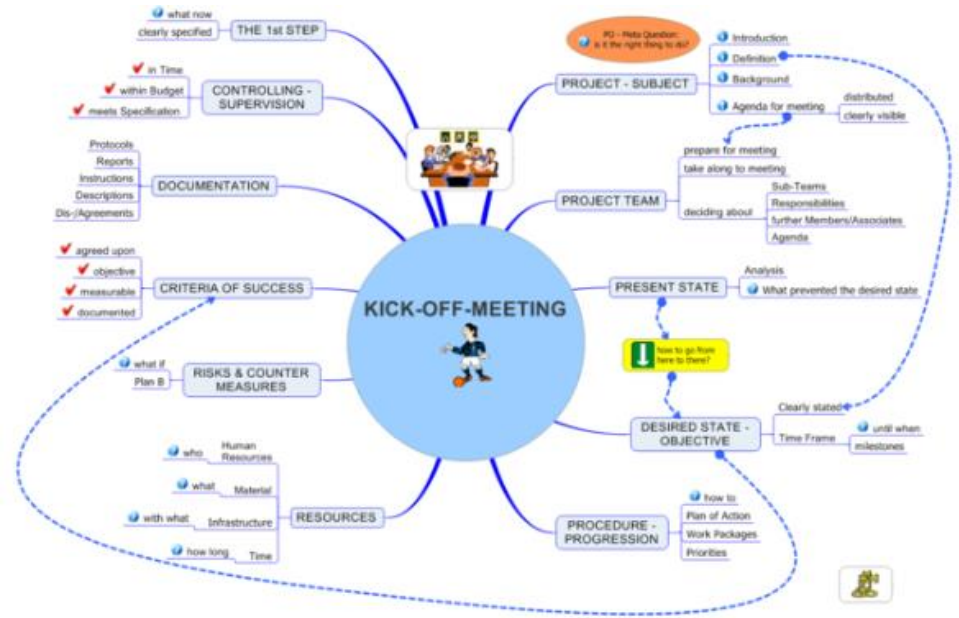 KICK-OFF-MEETING
THE 1st STEP
what now
clearly specified
CONTROLLING -
SUPERVISION
in Time
within Budget
meets Specification
DOCUMENTATION
Protocols
Reports
Instructions
Descriptions
Dis-/Agreements
CRITERIA OF SUCCESS
agreed upon
objective
measurable
documented
RISKS & COUNTER
MEASURES
what if
Plan B
RESOURCES
who
Human
Resources
what
Material
with what
Infrastructure
how long
Time
PO - Meta Question:
is it the right thing to do?
PROJECT - SUBJECT
Introduction
Definition
Background
Agenda for meeting
distributed
clearly visible
PROJECT TEAM
prepare for meeting
take along to meeting
deciding about
Sub-Teams
Responsibilities
further Members/Associates
Agenda
PRESENT STATE
Analysis
What prevented the desired state
how to go from
here to there?
DESIRED STATE -
OBJECTIVE
Clearly stated
Time Frame
until when
milestones
PROCEDURE -
PROGRESSION
how to
Plan of Action
Work Packages
Priorities